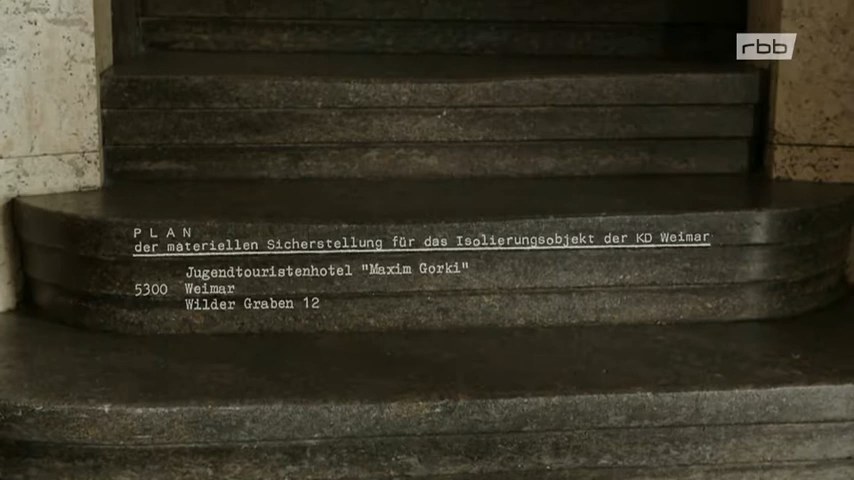 rbb
P L A N
der materiellen Sicherstellung für das Isolierungsobjekt der KD Weimar
Jugendtouristenhotel "Maxim Gorki"
5300 Weimar
Wilder Graben 12